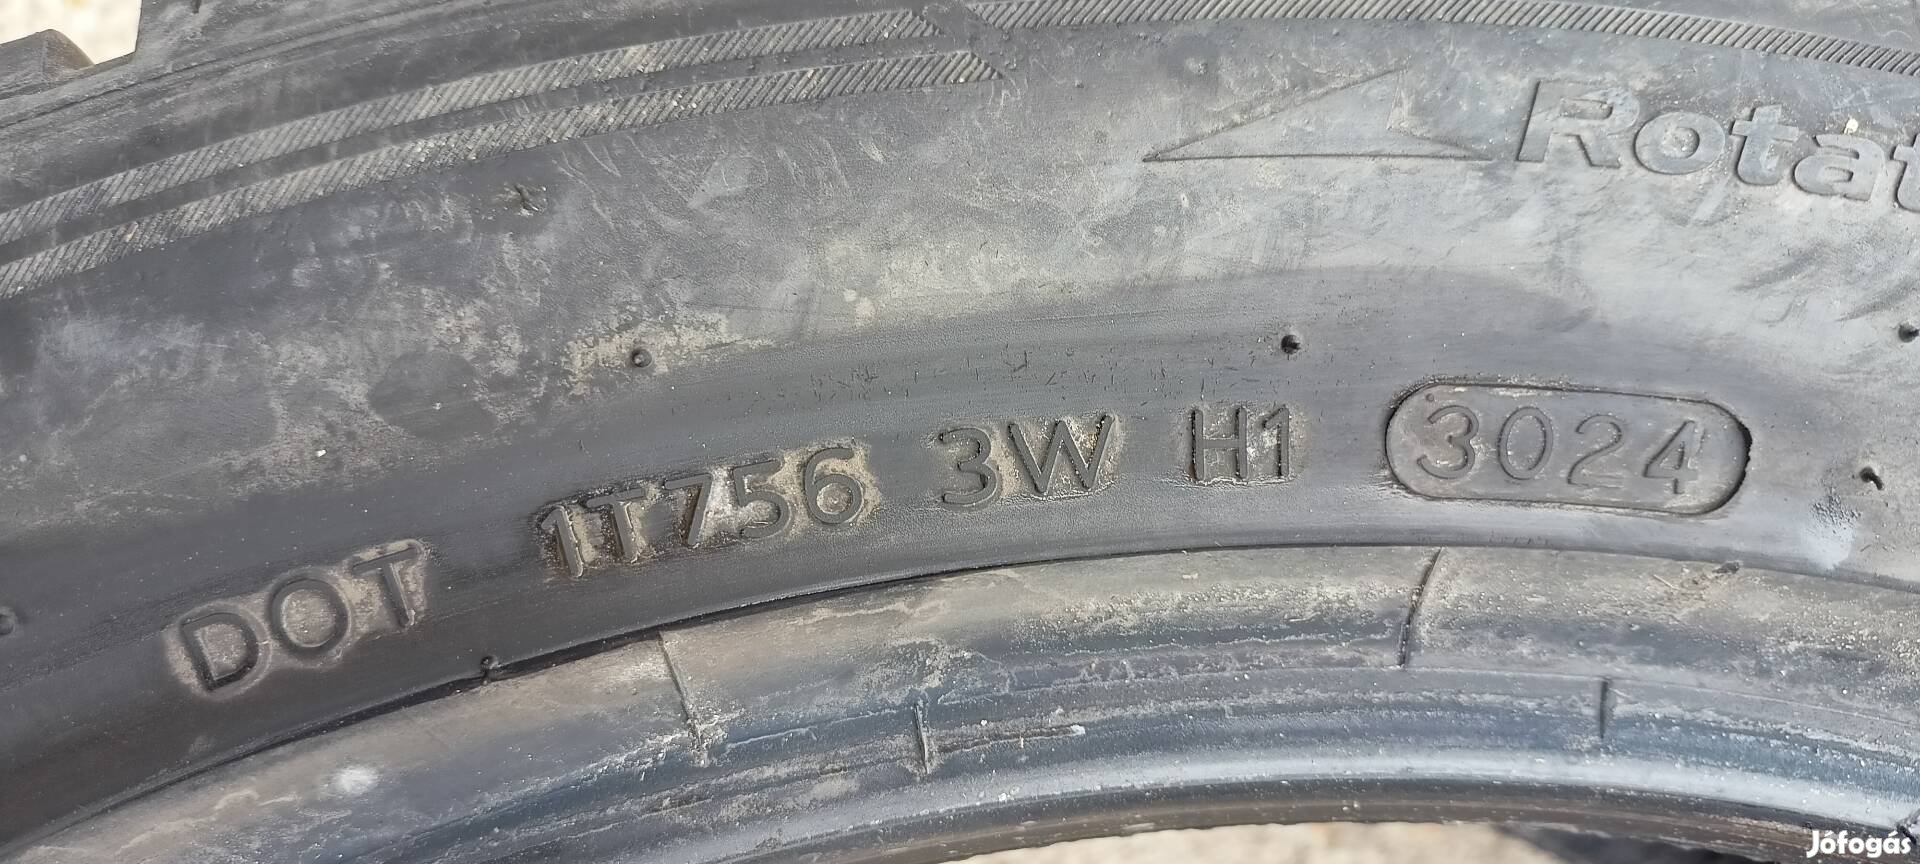 Rotat
DOT 1T756 3W H1 3024
Jófogás